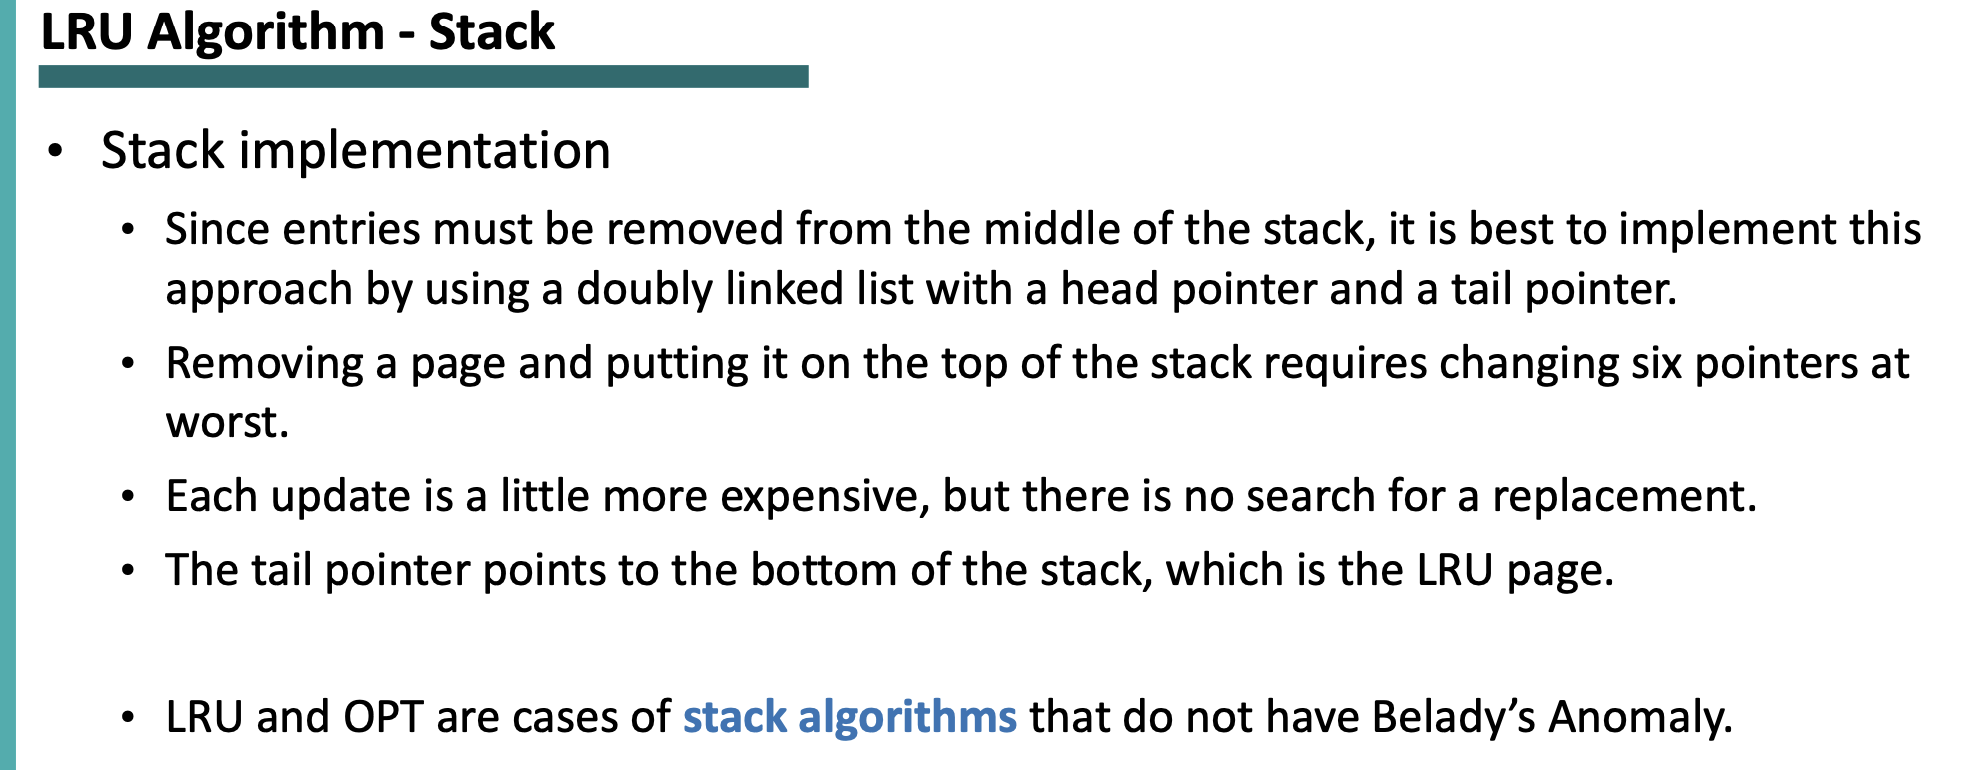 LRU Algorithm - Stack
• Stack implementation
• Since entries must be removed from the middle of the stack, it is best to implement this
approach by using a doubly linked list with a head pointer and a tail pointer.
• Removing a page and putting it on the top of the stack requires changing six pointers at
worst.
• Each update is a little more expensive, but there is no search for a replacement.
• The tail pointer points to the bottom of the stack, which is the LRU page.
• LRU and OPT are cases of stack algorithms that do not have Belady’s Anomaly.